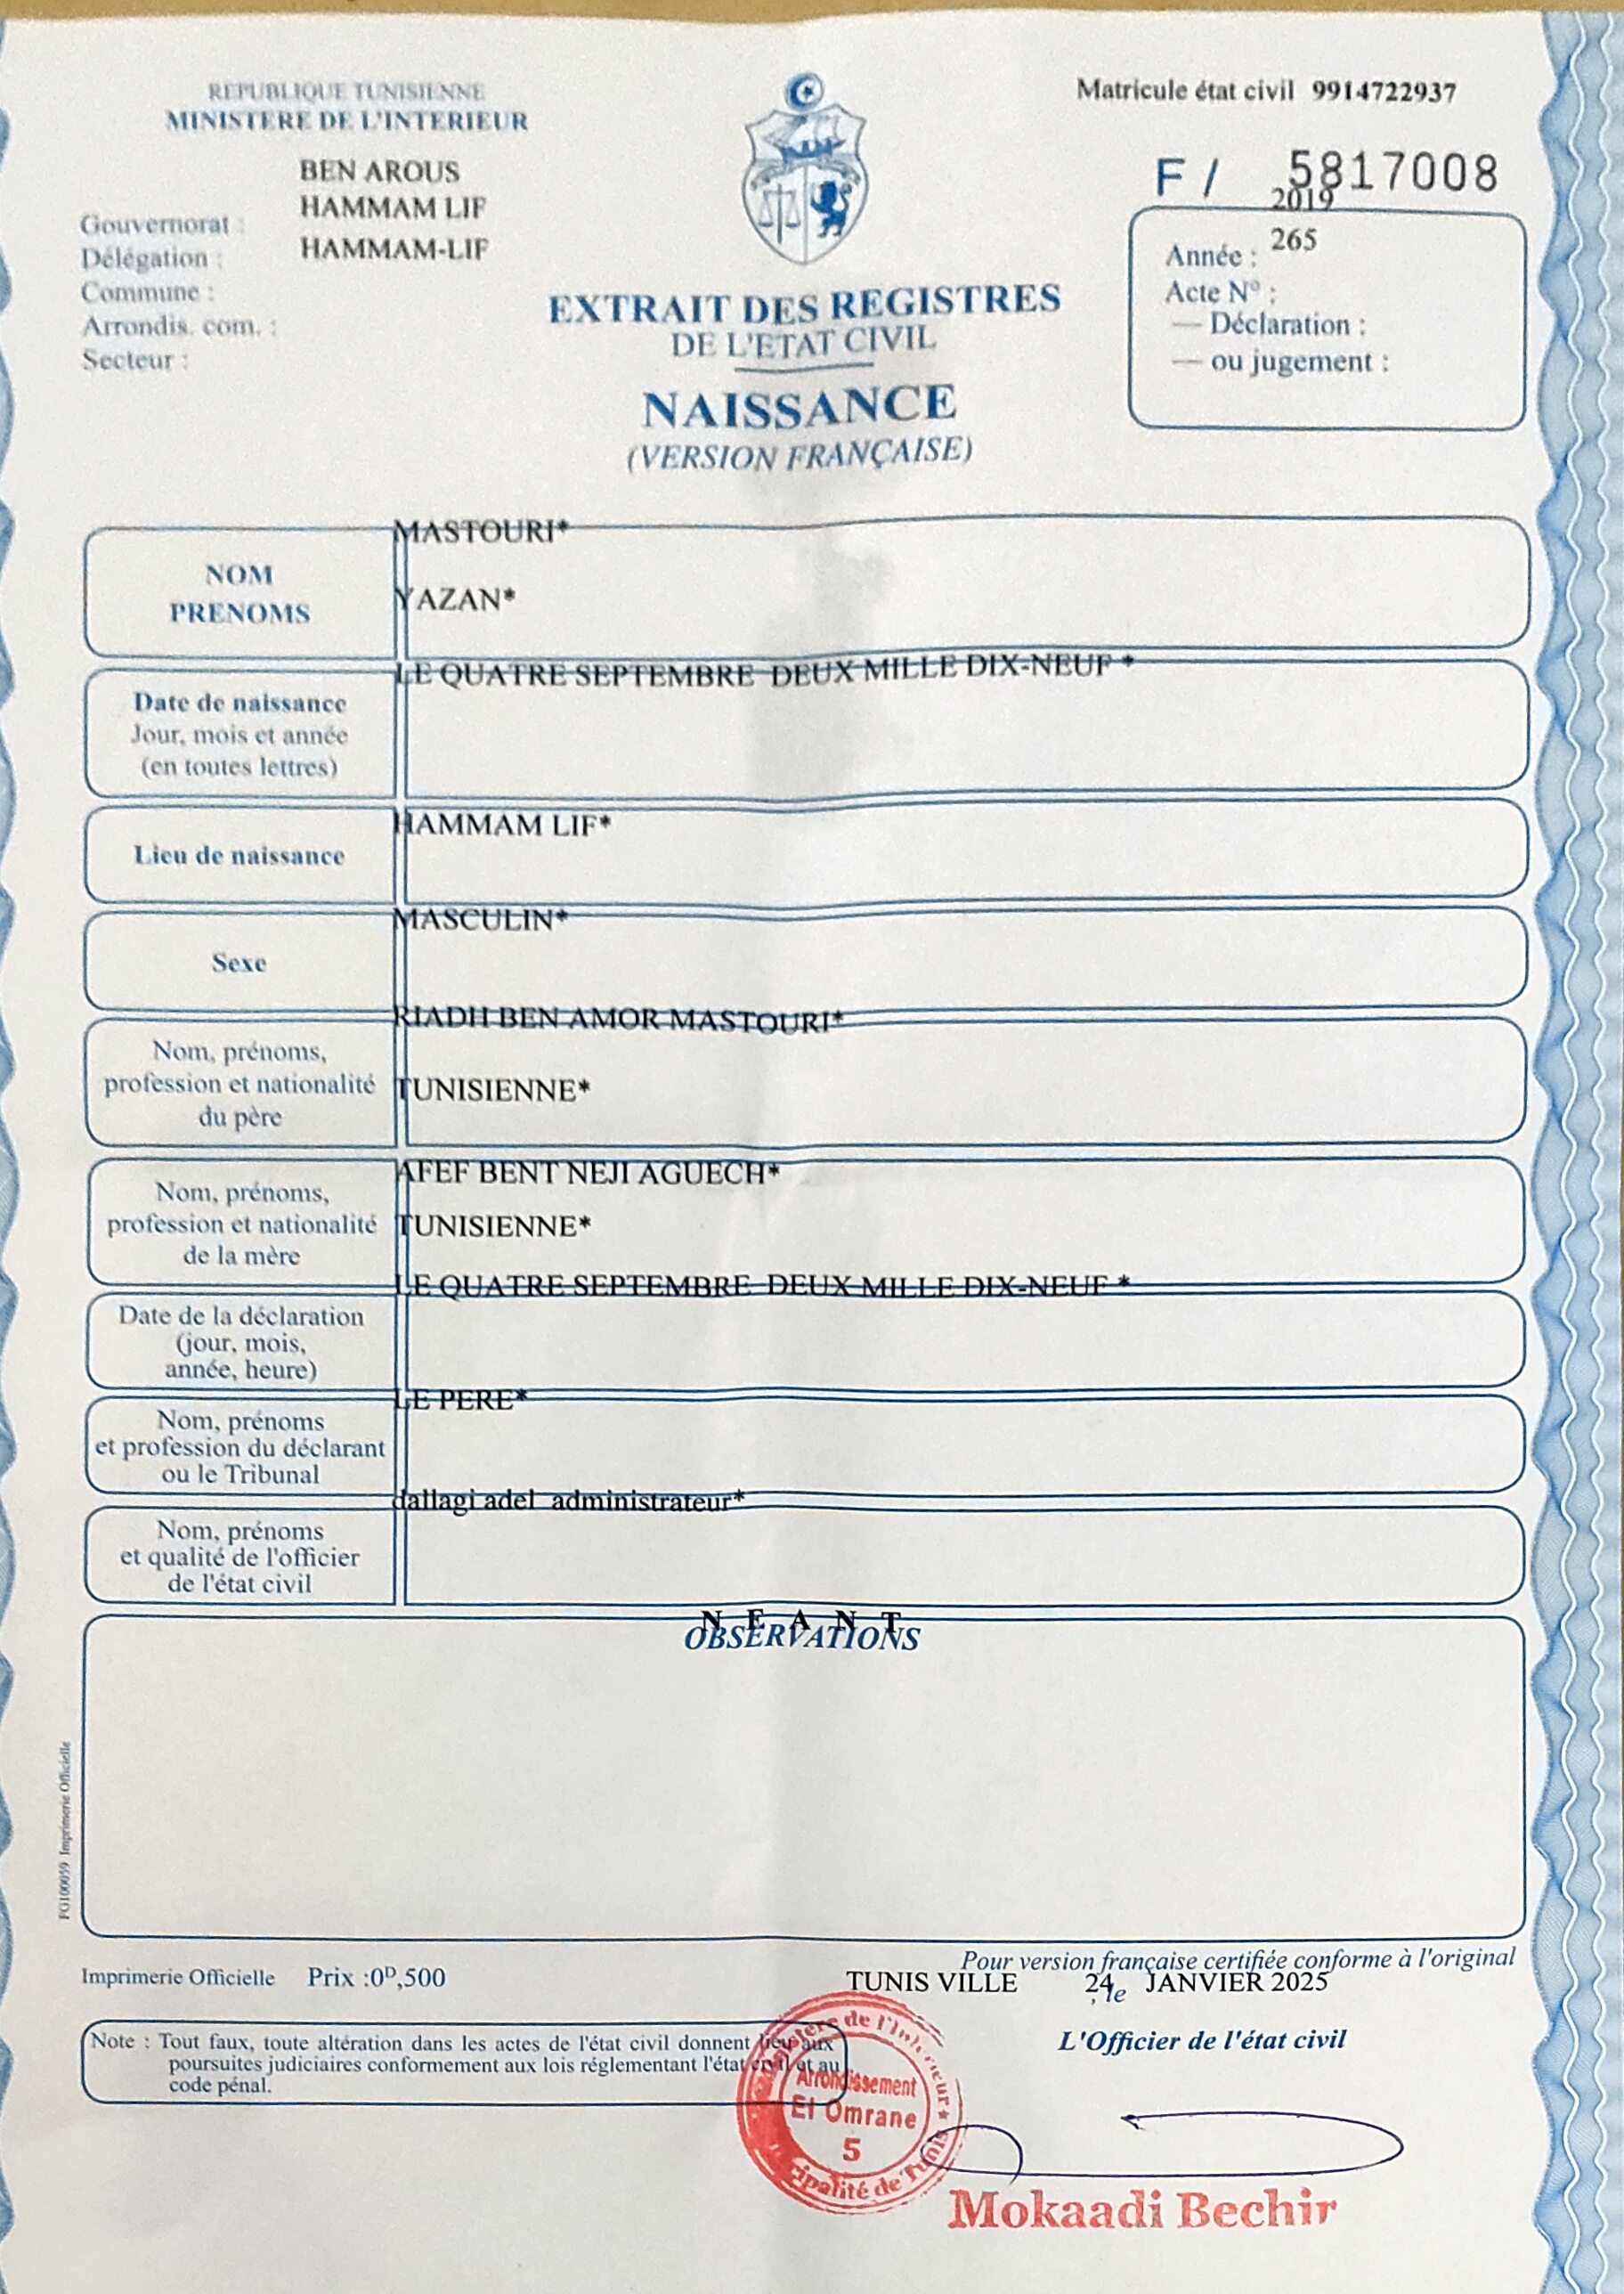 REPUBLIQUE TUNISIENNE
MINISTERE DE L'INTERIEUR
Matricule état civil 9914722937
F / 5817008
BEN AROUS
HAMMAM LIF
HAMMAM-LIF
Gouvernorat :
Délégation :
Commune :
Arrondis. com. :
Secteur :
2019
265
Année :
Acte N° :
— Déclaration :
— ou jugement :
EXTRAIT DES REGISTRES
DE L'ETAT CIVIL
NAISSANCE
(VERSION FRANÇAISE)
MASTOURI*
NOM
YAZAN*
PRENOMS
LE QUATRE SEPTEMBRE DEUX MILLE DIX-NEUF *
Date de naissance
Jour, mois et année
(en toutes lettres)
HAMMAM LIF*
Lieu de naissance
MASCULIN*
Sexe
RIADH BEN AMOR MASTOURI*
Nom, prénoms,
profession et nationalité
TUNISIENNE*
du père
AFEF BENT NEJI AGUECH*
Nom, prénoms,
profession et nationalité
TUNISIENNE*
de la mère
LE QUATRE SEPTEMBRE DEUX MILLE DIX-NEUF *
Date de la déclaration
(jour, mois,
année, heure)
LE PERE*
Nom, prénoms
et profession du déclarant
ou le Tribunal
dallagi adel administrateur*
Nom, prénoms
et qualité de l'officier
de l'état civil
N E A N T
OBSERVATIONS
FG100059 Imprimerie Officielle
Pour version française certifiée conforme à l'original
Imprimerie Officielle Prix :0ᴰ,500
TUNIS VILLE 24 JANVIER 2025
, le
Note : Tout faux, toute altération dans les actes de l'état civil donnent lieu aux
poursuites judiciaires conformement aux lois réglementant l'état civil et au
code pénal.
L'Officier de l'état civil
de l'Intérieur
Arrondissement
El Omrane
5
de Tunis
Mokaadi Bechir